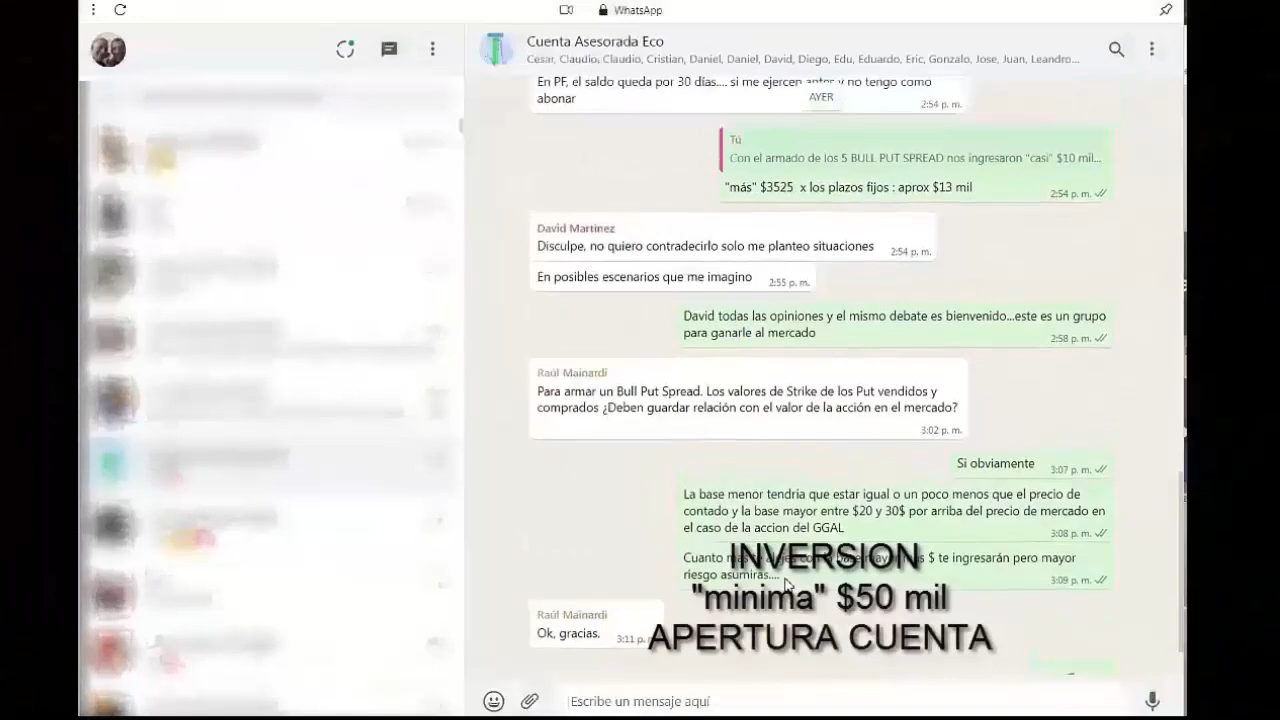 WhatsApp
Cuenta Asesorada Eco
Cesar, Claudio, Claudio, Cristian, Daniel, Daniel, David, Diego, Edu, Eduardo, Eric, Gonzalo, Jose, Juan, Leandro...
En PF, el saldo queda por 30 días.... si me ejercen antes y no tengo como
abonar
2:54 p. m.
AYER
Tú
Con el armado de los 5 BULL PUT SPREAD nos ingresaron "casi" $10 mil...
"más" $3525 x los plazos fijos : aprox $13 mil
2:54 p. m.
David Martinez
Disculpe, no quiero contradecirlo solo me planteo situaciones
2:54 p. m.
En posibles escenarios que me imagino
2:55 p. m.
David todas las opiniones y el mismo debate es bienvenido...este es un grupo
para ganarle al mercado
2:58 p. m.
Raúl Mainardi
Para armar un Bull Put Spread. Los valores de Strike de los Put vendidos y
comprados ¿Deben guardar relación con el valor de la acción en el mercado?
3:02 p. m.
Si obviamente
3:07 p. m.
La base menor tendria que estar igual o un poco menos que el precio de
contado y la base mayor entre $20 y 30$ por arriba del precio de mercado en
el caso de la accion del GGAL
3:08 p. m.
Cuanto $ te ingresarán pero mayor
riesgo asumiras....
3:09 p. m.
INVERSION
"minima" $50 mil
APERTURA CUENTA
Raúl Mainardi
Ok, gracias.
3:11 p.
Escribe un mensaje aquí